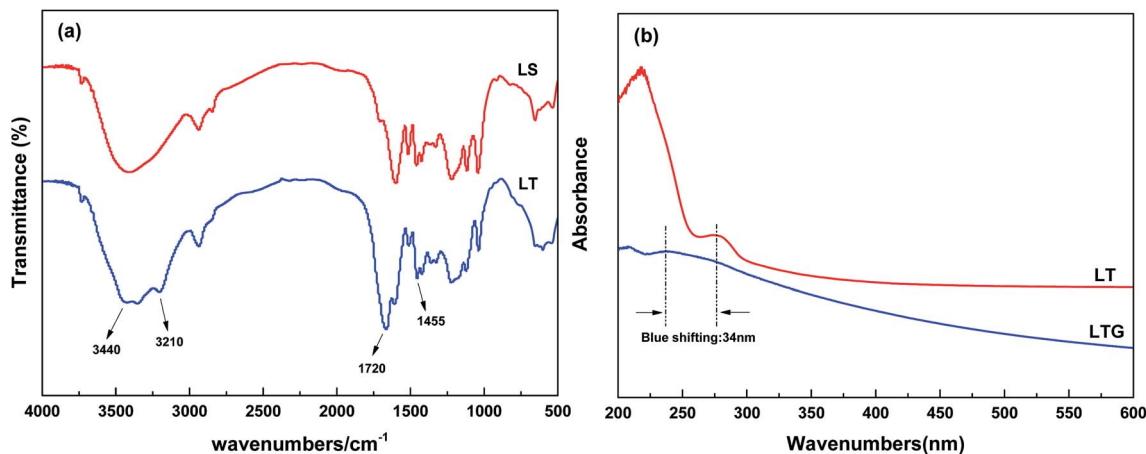 (a)
LS
LT
3440
3210
1720
1455
Transmittance (%)
4000 3500 3000 2500 2000 1500 1000 500
wavenumbers/cm⁻¹
(b)
Absorbance
LT
LTG
Blue shifting:34nm
200 250 300 350 400 450 500 550 600
Wavenumbers(nm)